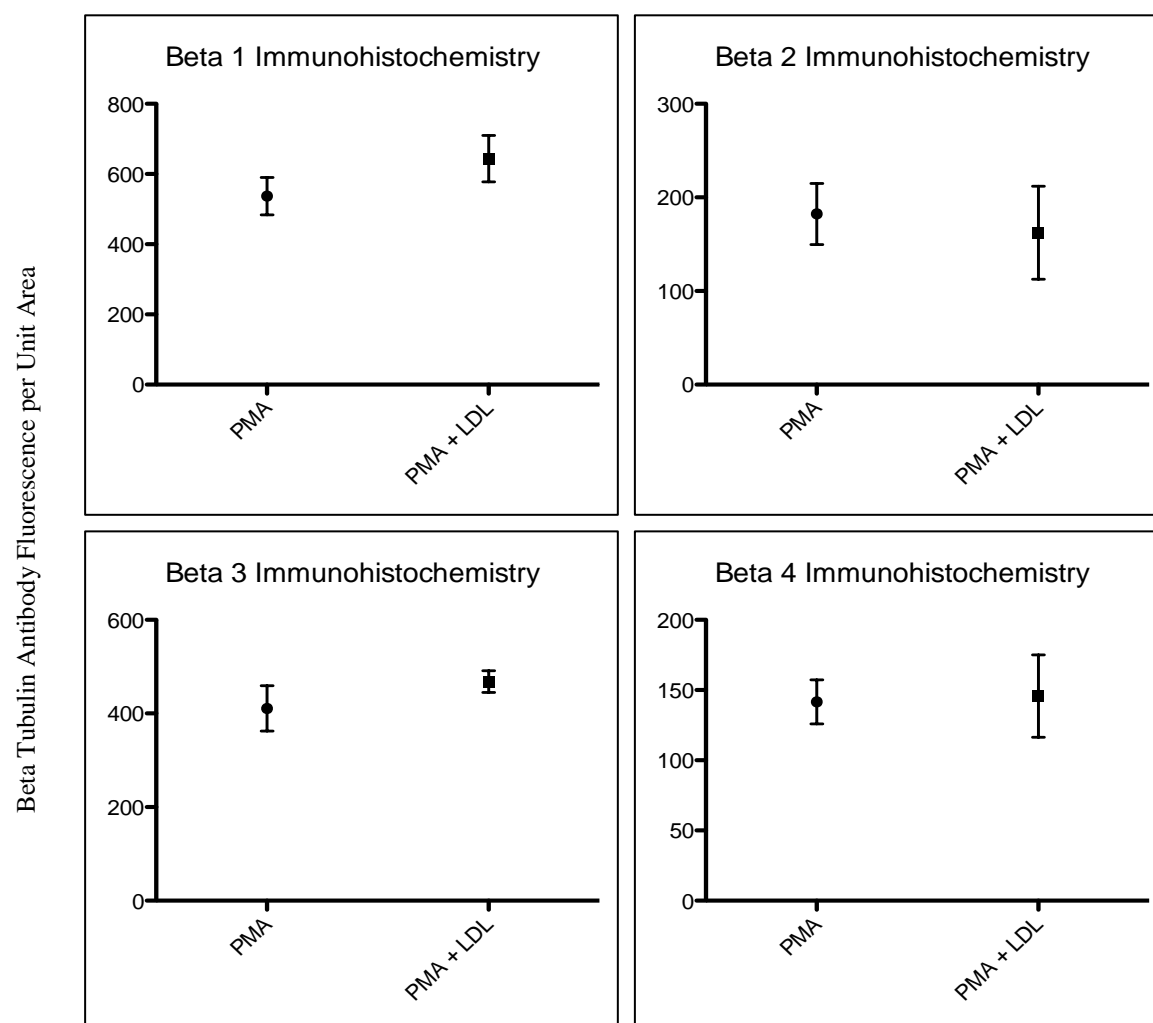 Beta Tubulin Antibody Fluorescence per Unit Area
Beta 1 Immunohistochemistry
800
600
400
200
0
PMA
PMA + LDL
Beta 2 Immunohistochemistry
300
200
100
0
PMA
PMA + LDL
Beta 3 Immunohistochemistry
600
400
200
0
PMA
PMA + LDL
Beta 4 Immunohistochemistry
200
150
100
50
0
PMA
PMA + LDL